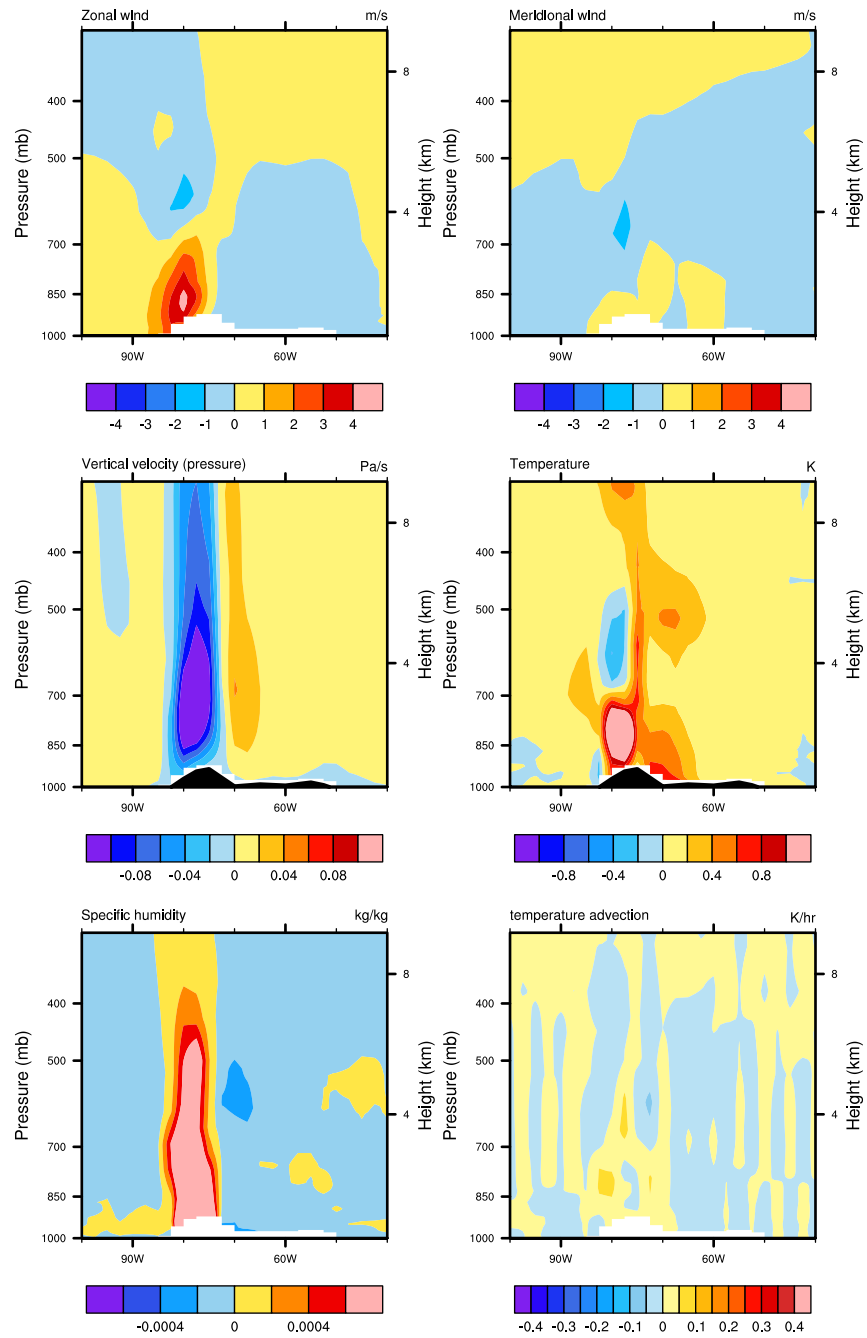 Zonal wind m/s
Pressure (mb)
400
500
700
850
1000
8
4
Height (km)
90W 60W
-4 -3 -2 -1 0 1 2 3 4
Meridional wind m/s
Pressure (mb)
400
500
700
850
1000
8
4
Height (km)
90W 60W
-4 -3 -2 -1 0 1 2 3 4
Vertical velocity (pressure) Pa/s
Pressure (mb)
400
500
700
850
1000
8
4
Height (km)
90W 60W
-0.08 -0.04 0 0.04 0.08
Temperature K
Pressure (mb)
400
500
700
850
1000
8
4
Height (km)
90W 60W
-0.8 -0.4 0 0.4 0.8
Specific humidity kg/kg
Pressure (mb)
400
500
700
850
1000
8
4
Height (km)
90W 60W
-0.0004 0 0.0004
temperature advection K/hr
Pressure (mb)
400
500
700
850
1000
8
4
Height (km)
90W 60W
-0.4 -0.3 -0.2 -0.1 0 0.1 0.2 0.3 0.4